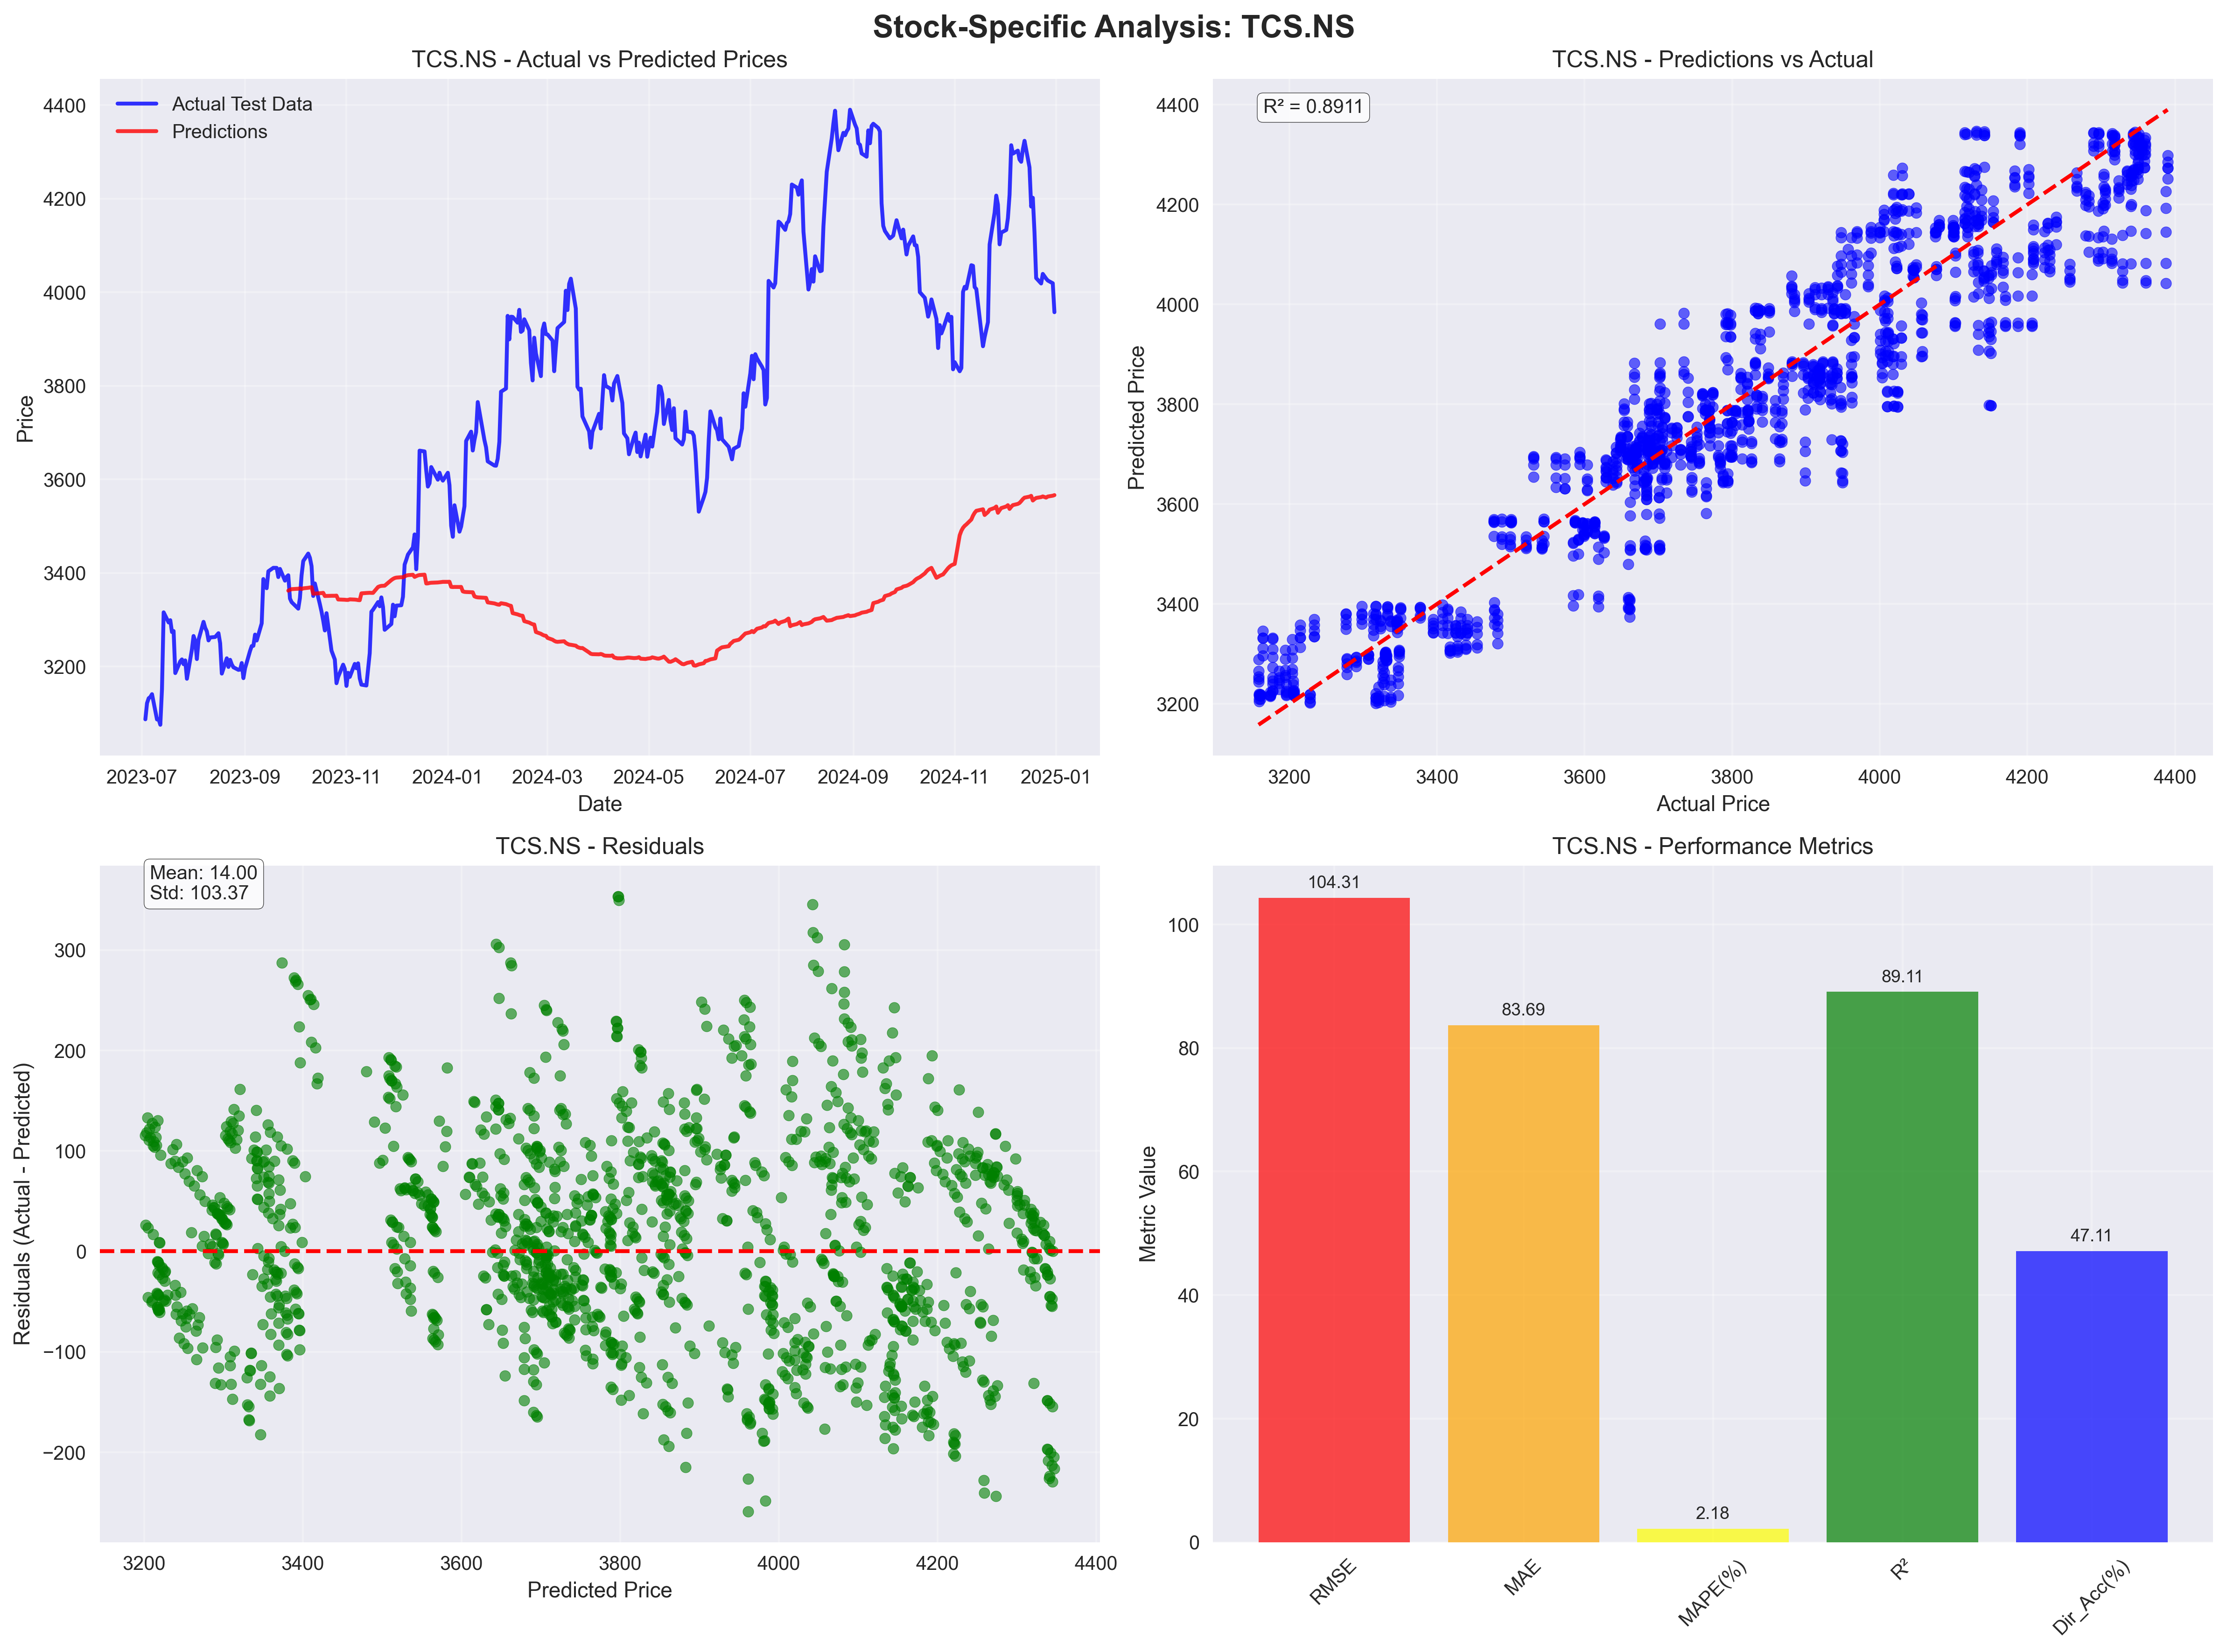 Stock-Specific Analysis: TCS.NS
TCS.NS - Actual vs Predicted Prices
Actual Test Data
Predictions
4400
4200
4000
3800
3600
3400
3200
Price
2023-07
2023-09
2023-11
2024-01
2024-03
2024-05
2024-07
2024-09
2024-11
2025-01
Date
TCS.NS - Predictions vs Actual
R² = 0.8911
4400
4200
4000
3800
3600
3400
3200
Predicted Price
3200
3400
3600
3800
4000
4200
4400
Actual Price
TCS.NS - Residuals
Mean: 14.00
Std: 103.37
300
200
100
0
−100
−200
Residuals (Actual - Predicted)
3200
3400
3600
3800
4000
4200
4400
Predicted Price
TCS.NS - Performance Metrics
104.31
83.69
2.18
89.11
47.11
100
80
60
40
20
0
Metric Value
RMSE
MAE
MAPE(%)
R²
Dir_Acc(%)